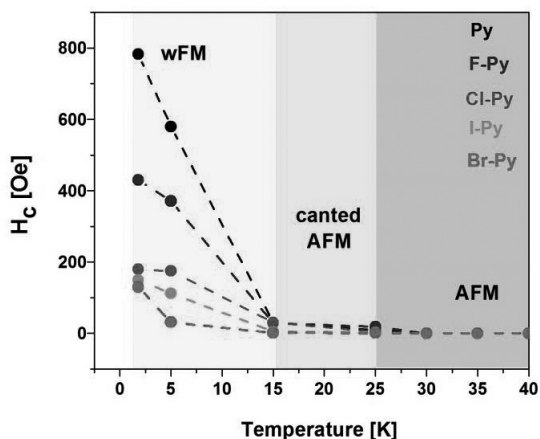 800
600
400
200
0
H_C [Oe]
wFM
canted
AFM
AFM
Py
F-Py
Cl-Py
I-Py
Br-Py
0 5 10 15 20 25 30 35 40
Temperature [K]